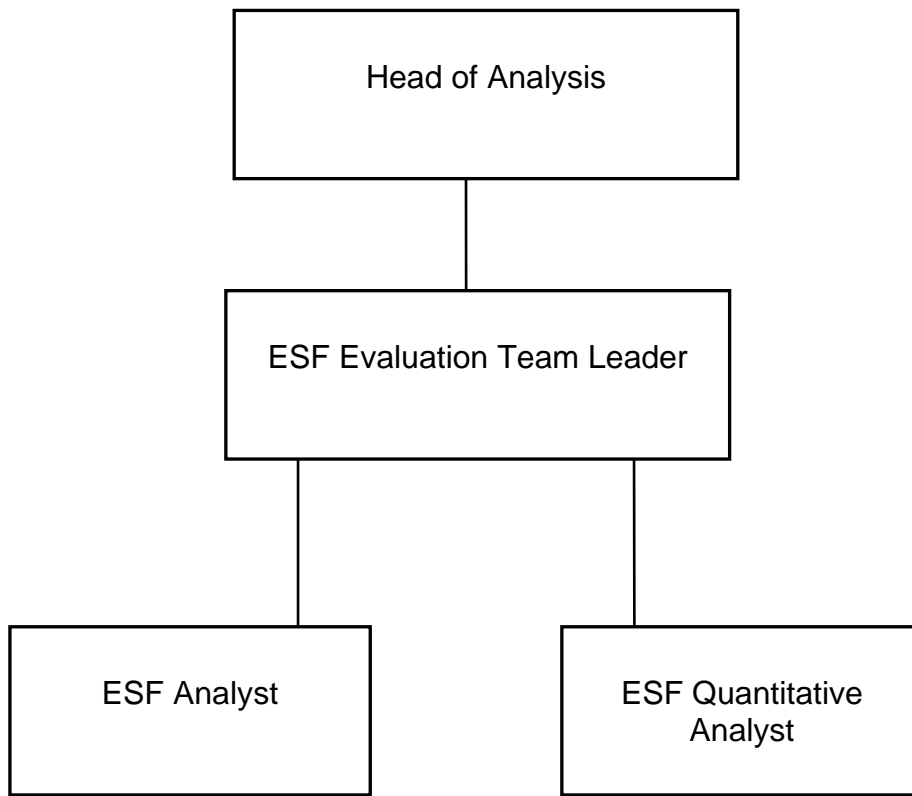 Head of Analysis
ESF Evaluation Team Leader
ESF Analyst
ESF Quantitative
Analyst